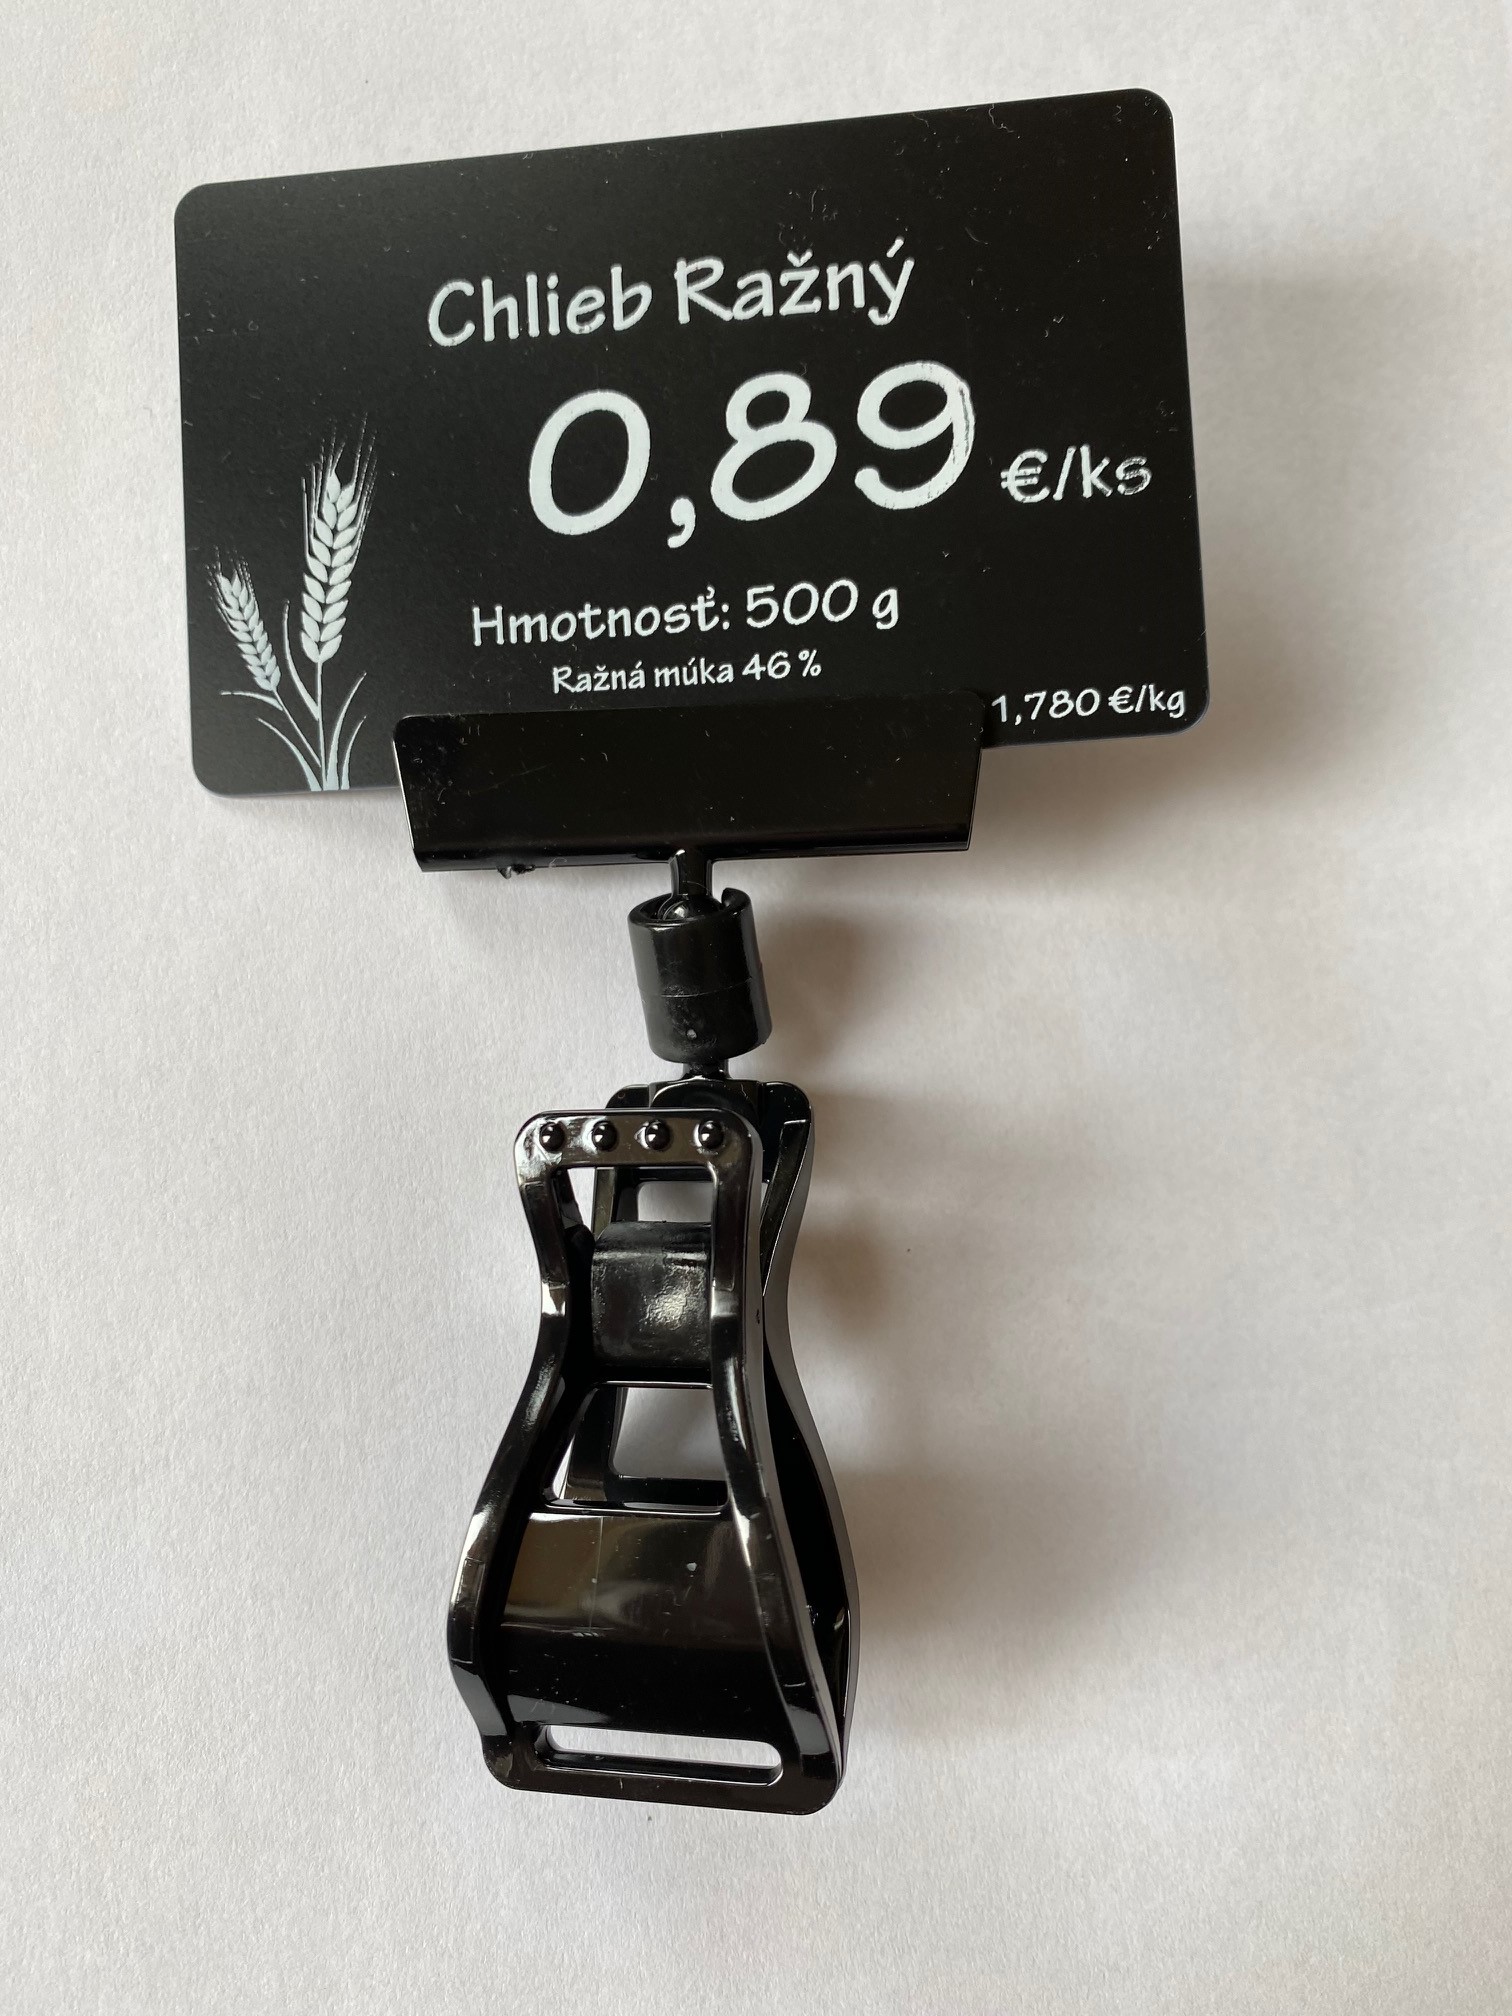 Chlieb Ražný
0,89 €/ks
Hmotnosť: 500 g
Ražná múka 46 %
1,780 €/kg